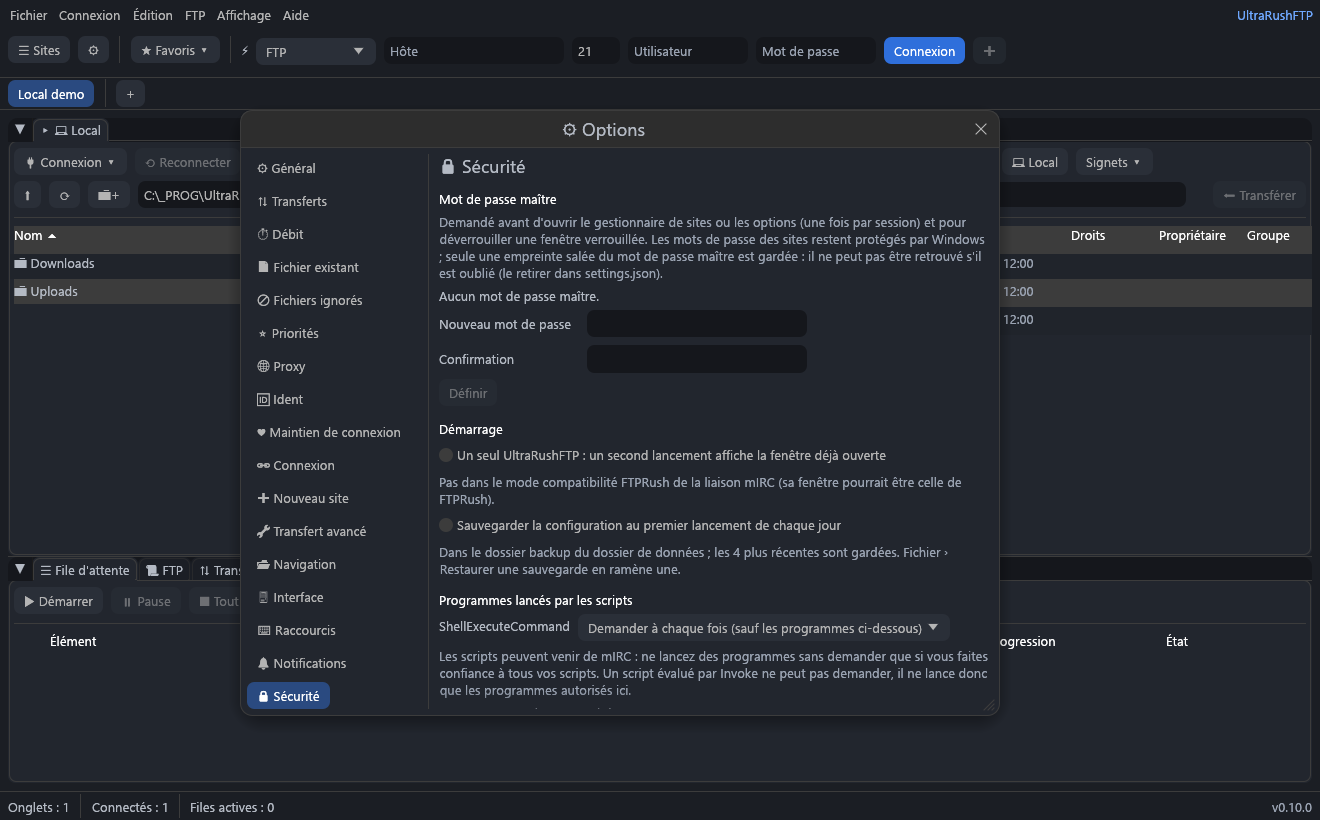 Fichier Connexion Édition FTP Affichage Aide UltraRushFTP
Sites Favoris FTP Hôte 21 Utilisateur Mot de passe Connexion +
Local demo +
Local
Options
Connexion Reconnecter Local Signets
C:\_PROG\UltraR Transférer
Nom Droits Propriétaire Groupe
Downloads 12:00
Uploads 12:00
12:00
Général
Transferts
Débit
Fichier existant
Fichiers ignorés
Priorités
Proxy
Ident
Maintien de connexion
Connexion
Nouveau site
Transfert avancé
Navigation
Interface
Raccourcis
Notifications
Sécurité
Sécurité
Mot de passe maître
Demandé avant d'ouvrir le gestionnaire de sites ou les options (une fois par session) et pour
déverrouiller une fenêtre verrouillée. Les mots de passe des sites restent protégés par Windows
; seule une empreinte salée du mot de passe maître est gardée : il ne peut pas être retrouvé s'il
est oublié (le retirer dans settings.json).
Aucun mot de passe maître.
Nouveau mot de passe
Confirmation
Définir
Démarrage
Un seul UltraRushFTP : un second lancement affiche la fenêtre déjà ouverte
Pas dans le mode compatibilité FTPRush de la liaison mIRC (sa fenêtre pourrait être celle de
FTPRush).
Sauvegarder la configuration au premier lancement de chaque jour
Dans le dossier backup du dossier de données ; les 4 plus récentes sont gardées. Fichier ›
Restaurer une sauvegarde en ramène une.
Programmes lancés par les scripts
ShellExecuteCommand Demander à chaque fois (sauf les programmes ci-dessous)
Les scripts peuvent venir de mIRC : ne lancez des programmes sans demander que si vous faites
confiance à tous vos scripts. Un script évalué par Invoke ne peut pas demander, il ne lance donc
que les programmes autorisés ici.
File d'attente FTP Trans
Démarrer Pause Tout
Élément ogression État
Onglets : 1 Connectés : 1 Files actives : 0 v0.10.0